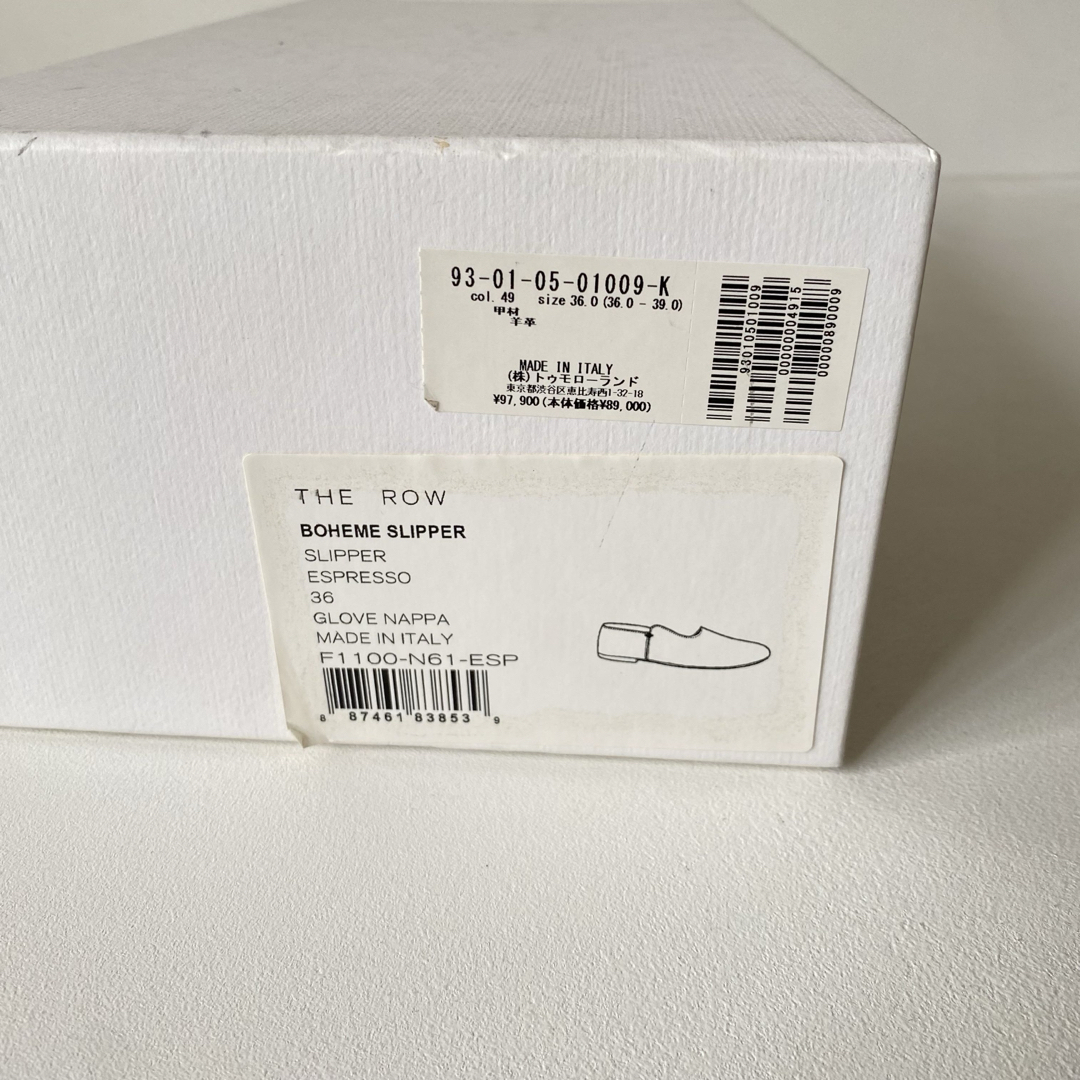 93-01-05-01009-K
col. 49 size 36.0 (36.0 - 39.0)
甲材
羊革
MADE IN ITALY
(株)トゥモローランド
東京都渋谷区恵比寿西1-32-18
¥97,900(本体価格¥89,000)
93010501009
00000004915
00000890009
THE ROW
BOHEME SLIPPER
SLIPPER
ESPRESSO
36
GLOVE NAPPA
MADE IN ITALY
F1100-N61-ESP
8 87461 83853 9